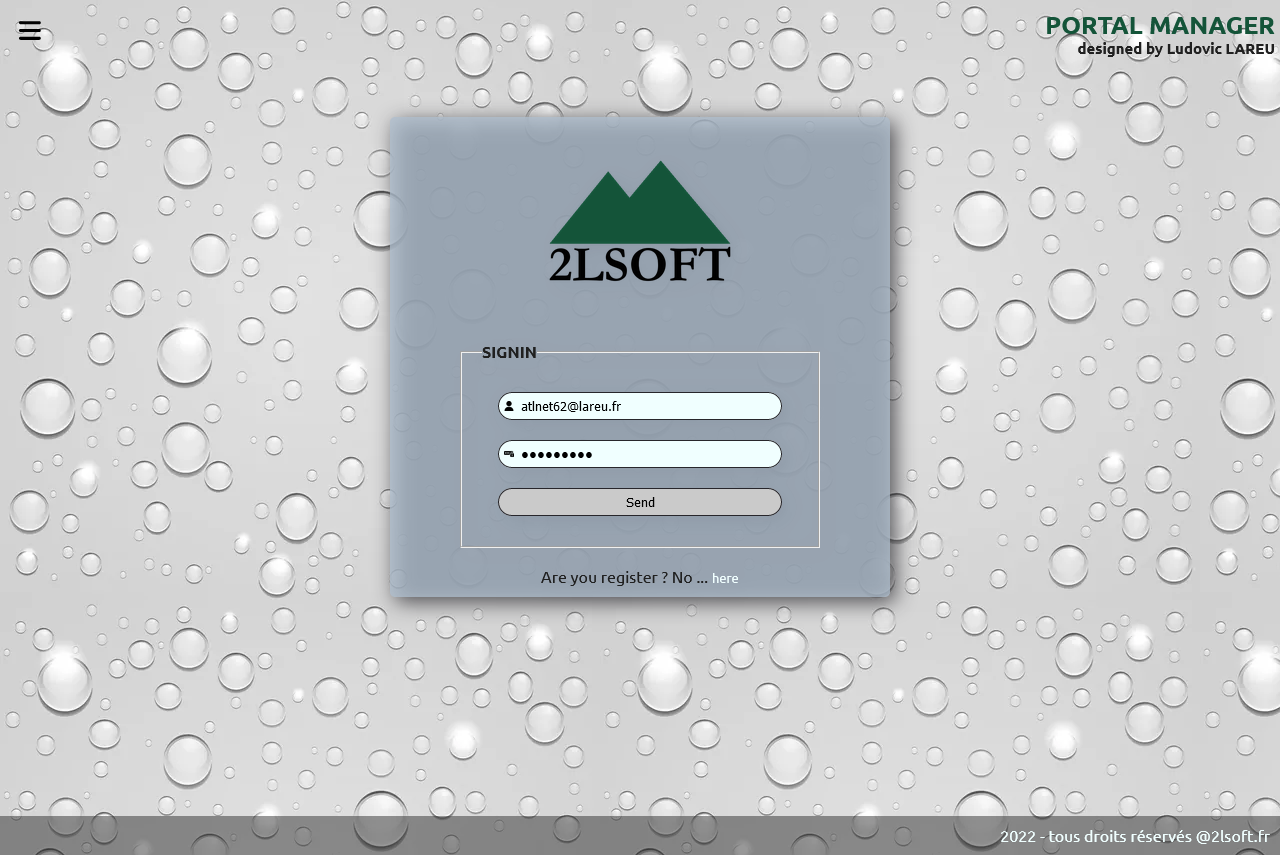 PORTAL MANAGER
designed by Ludovic LAREU
2LSOFT
SIGNIN
atlnet62@lareu.fr
●●●●●●●●●
Send
Are you register ? No ... here
2022 - tous droits réservés @2lsoft.fr